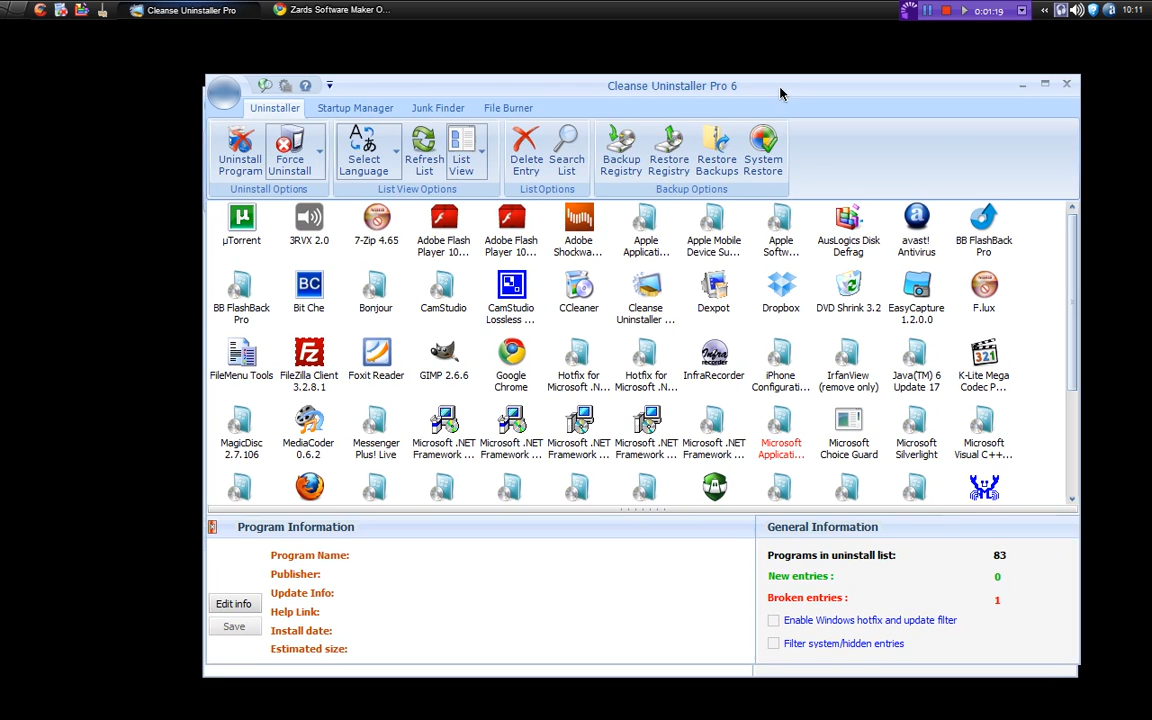 Cleanse Uninstaller Pro
Zards Software Maker O...
0:01:19
10:11
Cleanse Uninstaller Pro 6
Uninstaller Startup Manager Junk Finder File Burner
Uninstall Force Select Refresh List Delete Search Backup Restore Restore System
Program Uninstall Language List View Entry List Registry Registry Backups Restore
Uninstall Options List View Options List Options Backup Options
µTorrent 3RVX 2.0 7-Zip 4.65 Adobe Flash Adobe Flash Adobe Apple Apple Mobile Apple AusLogics Disk avast! BB FlashBack
Player 10... Player 10... Shockwa... Applicati... Device Su... Softw... Defrag Antivirus Pro
BB FlashBack Bit Che Bonjour CamStudio CamStudio CCleaner Cleanse Dexpot Dropbox DVD Shrink 3.2 EasyCapture F.lux
Pro Lossless ... Uninstaller ... 1.2.0.0
FileMenu Tools FileZilla Client Foxit Reader GIMP 2.6.6 Google Hotfix for Hotfix for InfraRecorder iPhone IrfanView Java(TM) 6 K-Lite Mega
3.2.8.1 Chrome Microsoft .N... Microsoft .N... Configurati... (remove only) Update 17 Codec P...
MagicDisc MediaCoder Messenger Microsoft .NET Microsoft .NET Microsoft .NET Microsoft .NET Microsoft .NET Microsoft Microsoft Microsoft Microsoft
2.7.106 0.6.2 Plus! Live Framework ... Framework ... Framework ... Framework ... Framework ... Applicati... Choice Guard Silverlight Visual C++...
Program Information General Information
Program Name: Programs in uninstall list: 83
Publisher: New entries : 0
Update Info: Broken entries : 1
Edit info Help Link: Enable Windows hotfix and update filter
Save Install date: Filter system/hidden entries
Estimated size: